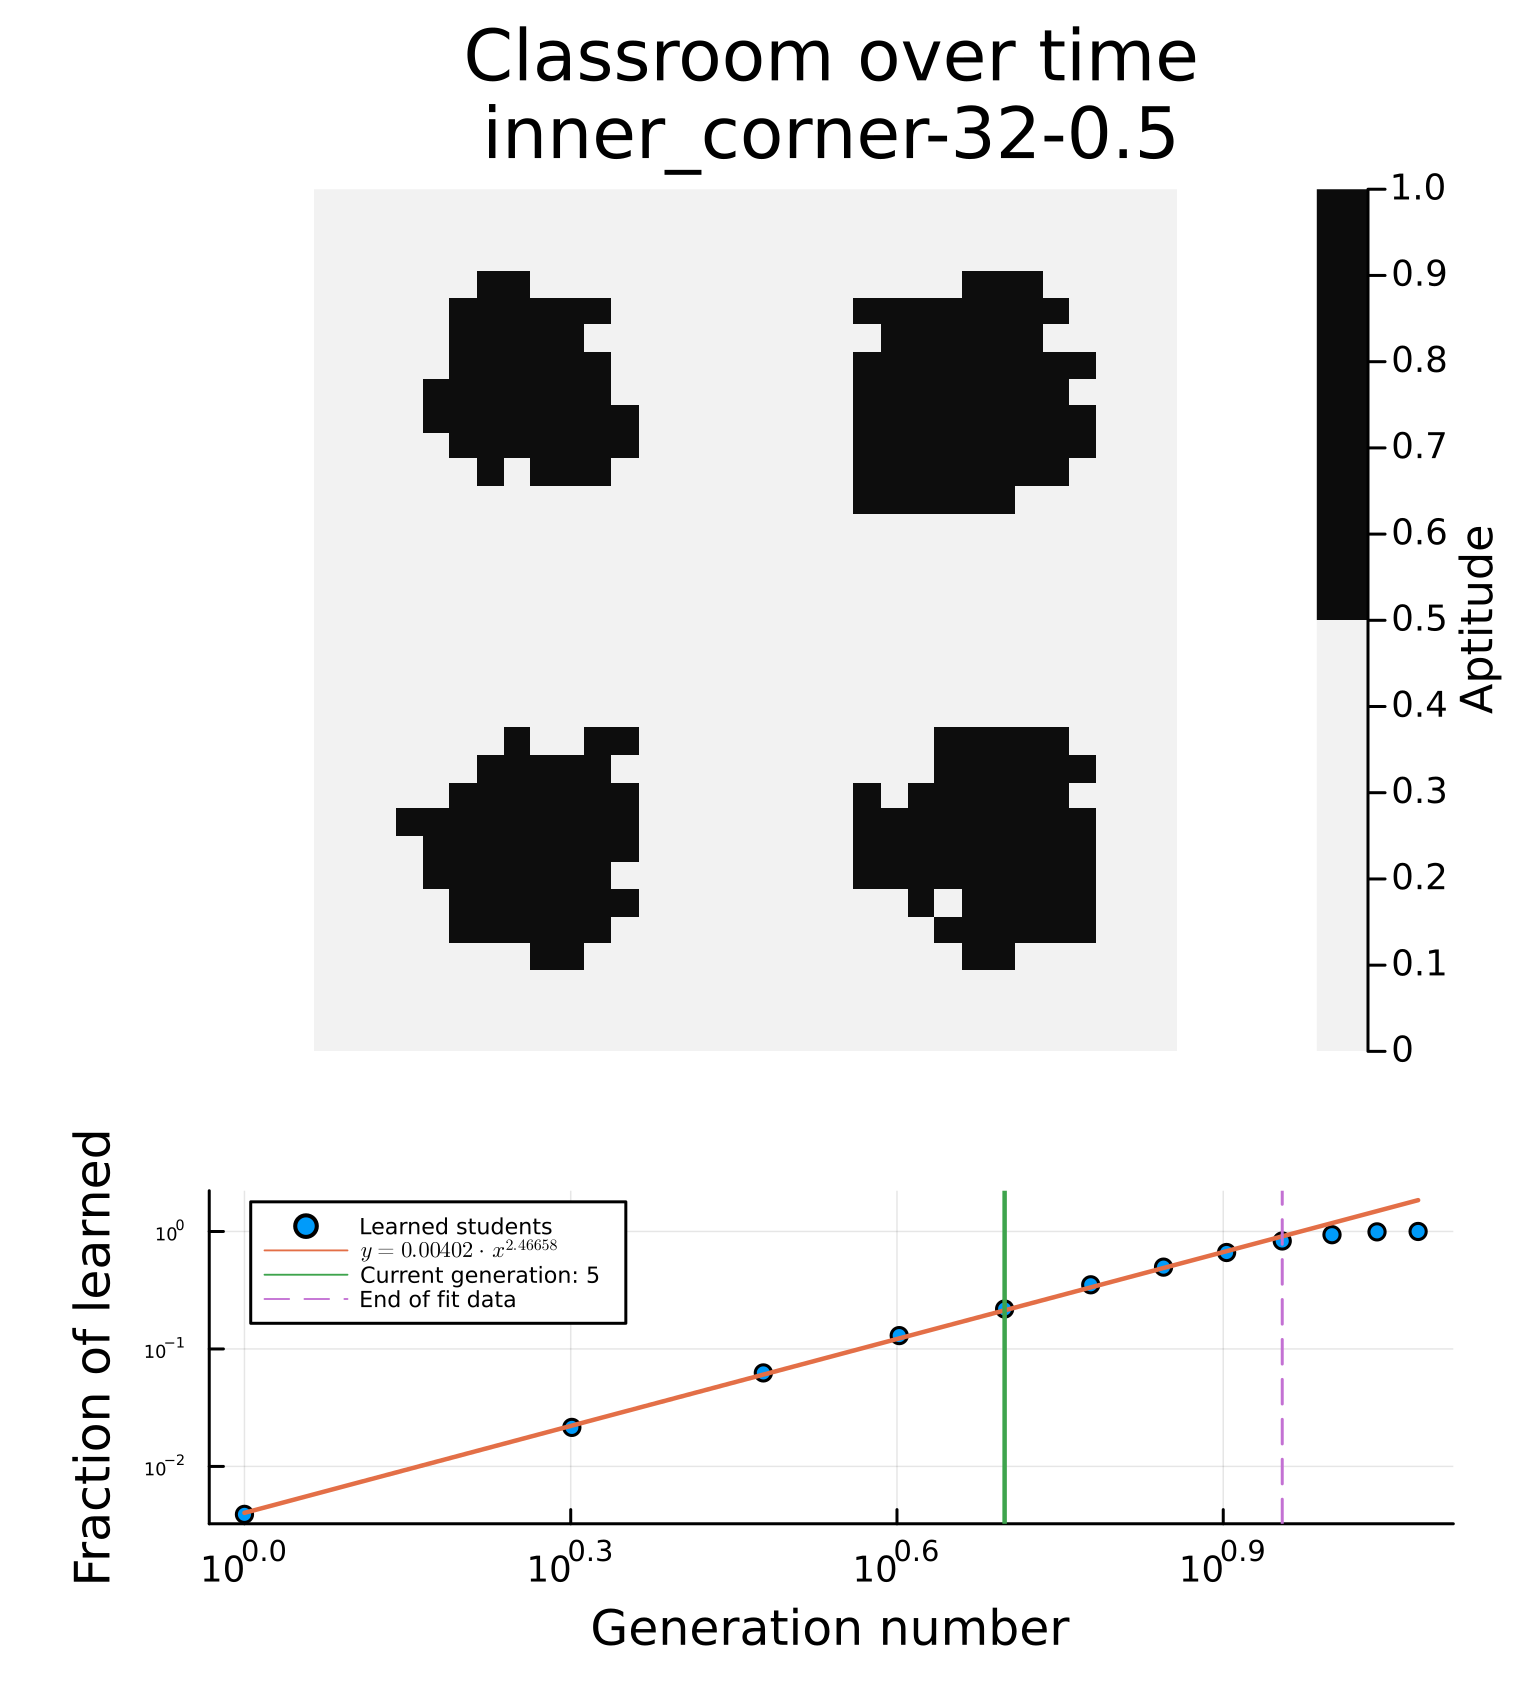 Classroom over time
inner_corner-32-0.5
1.0
0.9
0.8
0.7
0.6
0.5
0.4
0.3
0.2
0.1
0
Aptitude
Fraction of learned
10^0
10^−1
10^−2
Learned students
y = 0.00402 · x^2.46658
Current generation: 5
End of fit data
10^0.0 10^0.3 10^0.6 10^0.9
Generation number